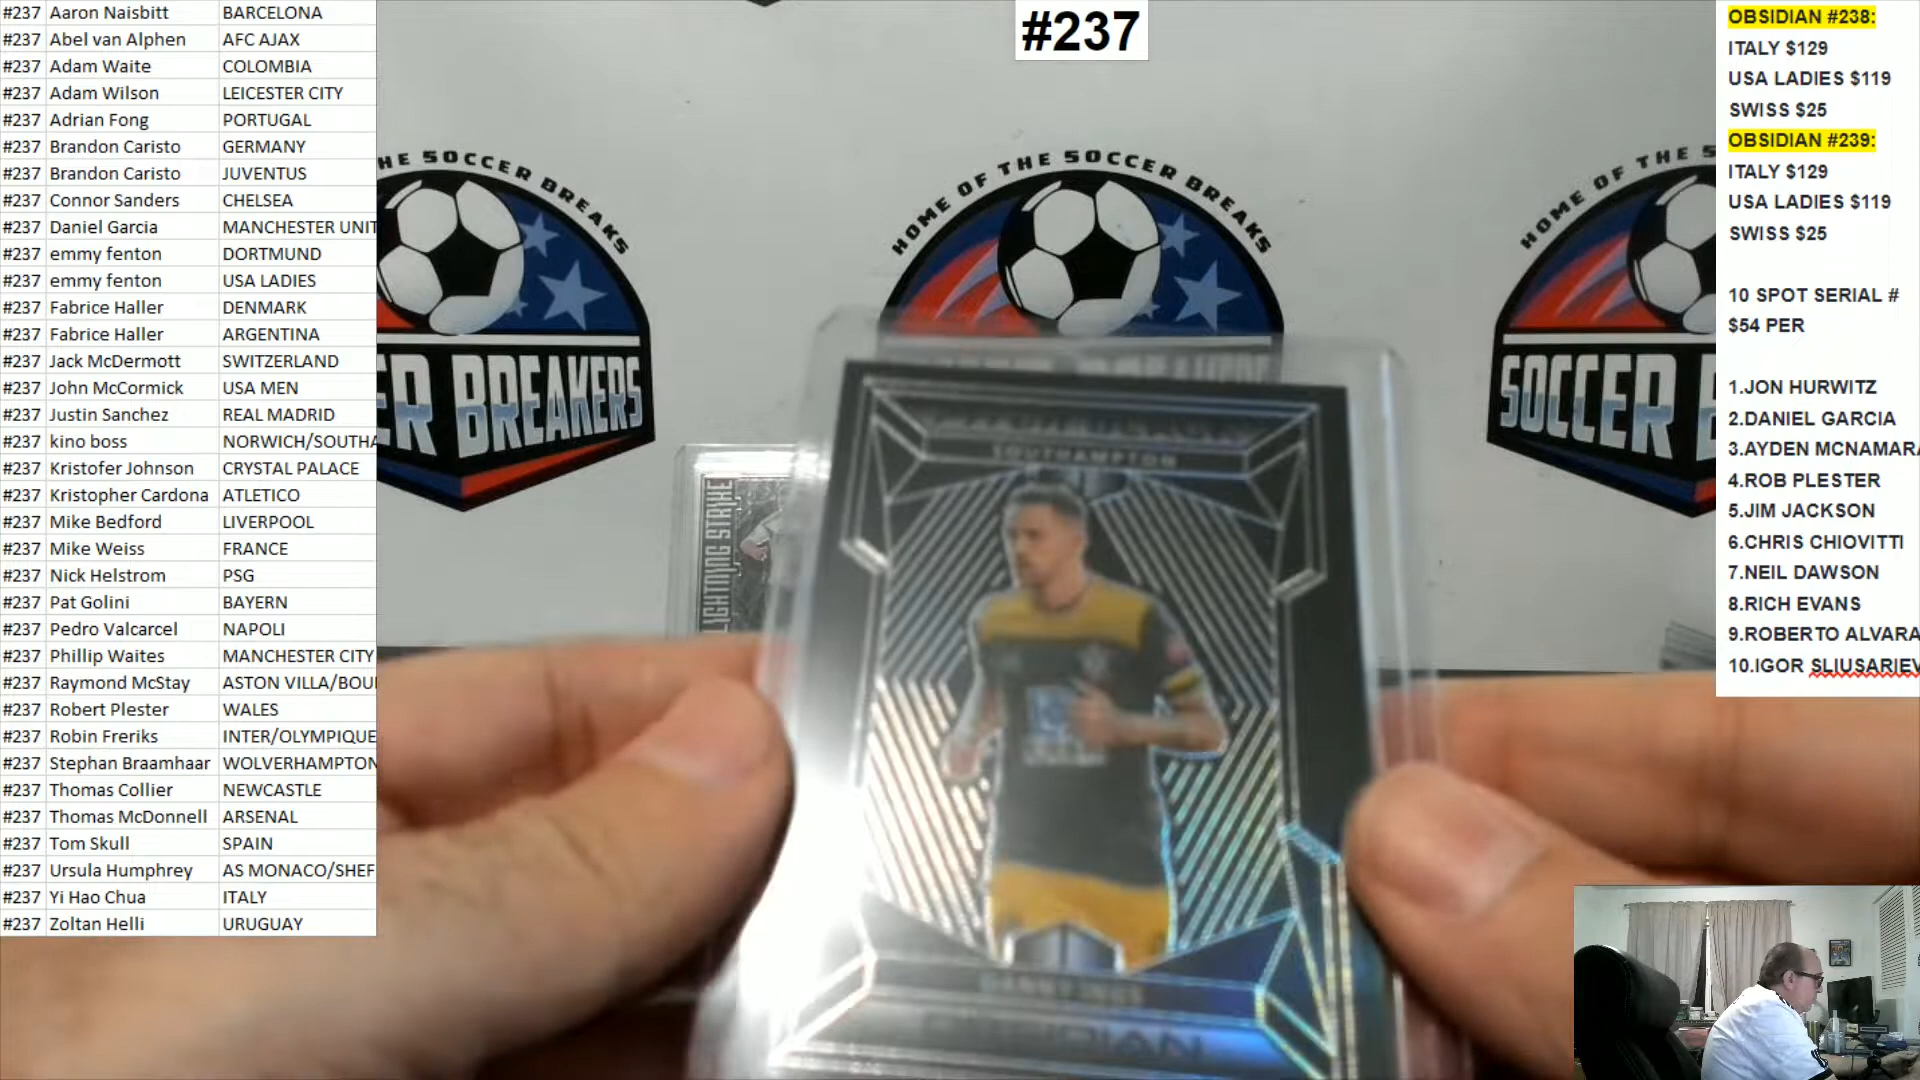 #237 Aaron Naisbitt BARCELONA
#237 Abel van Alphen AFC AJAX
#237 Adam Waite COLOMBIA
#237 Adam Wilson LEICESTER CITY
#237 Adrian Fong PORTUGAL
#237 Brandon Caristo GERMANY
#237 Brandon Caristo JUVENTUS
#237 Connor Sanders CHELSEA
#237 Daniel Garcia MANCHESTER UNIT
#237 emmy fenton DORTMUND
#237 emmy fenton USA LADIES
#237 Fabrice Haller DENMARK
#237 Fabrice Haller ARGENTINA
#237 Jack McDermott SWITZERLAND
#237 John McCormick USA MEN
#237 Justin Sanchez REAL MADRID
#237 kino boss NORWICH/SOUTHA
#237 Kristofer Johnson CRYSTAL PALACE
#237 Kristopher Cardona ATLETICO
#237 Mike Bedford LIVERPOOL
#237 Mike Weiss FRANCE
#237 Nick Helstrom PSG
#237 Pat Golini BAYERN
#237 Pedro Valcarcel NAPOLI
#237 Phillip Waites MANCHESTER CITY
#237 Raymond McStay ASTON VILLA/BOU
#237 Robert Plester WALES
#237 Robin Freriks INTER/OLYMPIQUE
#237 Stephan Braamhaar WOLVERHAMPTON
#237 Thomas Collier NEWCASTLE
#237 Thomas McDonnell ARSENAL
#237 Tom Skull SPAIN
#237 Ursula Humphrey AS MONACO/SHEF
#237 Yi Hao Chua ITALY
#237 Zoltan Helli URUGUAY
#237
HE SOCCER BREAKS
ER BREAKERS
HOME OF THE SOCCER BREAKS
HOME OF THE S
SOCCER B
LIGHTNING STRIKE
SOUTHAMPTON
DANNY INGS
OBSIDIAN
OBSIDIAN #238:
ITALY $129
USA LADIES $119
SWISS $25
OBSIDIAN #239:
ITALY $129
USA LADIES $119
SWISS $25
10 SPOT SERIAL #
$54 PER
1.JON HURWITZ
2.DANIEL GARCIA
3.AYDEN MCNAMARA
4.ROB PLESTER
5.JIM JACKSON
6.CHRIS CHIOVITTI
7.NEIL DAWSON
8.RICH EVANS
9.ROBERTO ALVARA
10.IGOR SLIUSARIEV